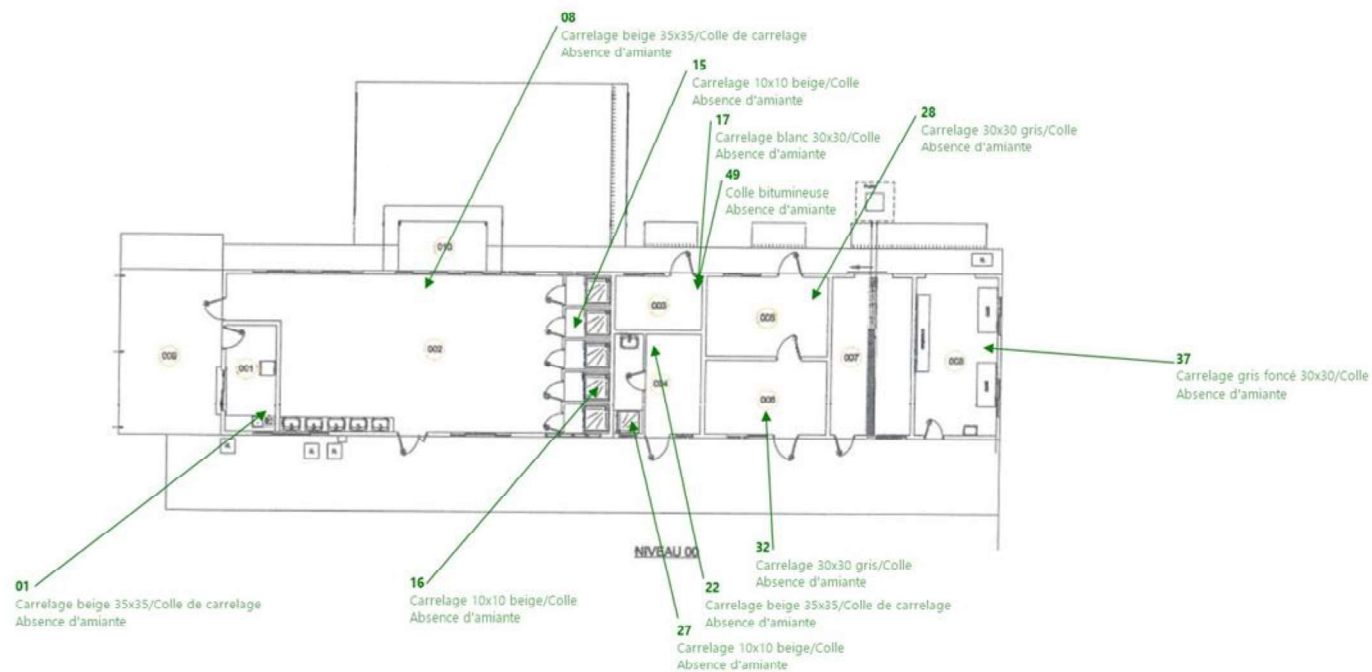 08
Carrelage beige 35x35/Colle de carrelage
Absence d'amiante
15
Carrelage 10x10 beige/Colle
Absence d'amiante
17
Carrelage blanc 30x30/Colle
Absence d'amiante
28
Carrelage 30x30 gris/Colle
Absence d'amiante
49
Colle bitumineuse
Absence d'amiante
010
003
005
009
001
002
004
007
006
37
Carrelage gris foncé 30x30/Colle
Absence d'amiante
NIVEAU 00
01
Carrelage beige 35x35/Colle de carrelage
Absence d'amiante
16
Carrelage 10x10 beige/Colle
Absence d'amiante
32
Carrelage 30x30 gris/Colle
Absence d'amiante
22
Carrelage beige 35x35/Colle de carrelage
Absence d'amiante
27
Carrelage 10x10 beige/Colle
Absence d'amiante